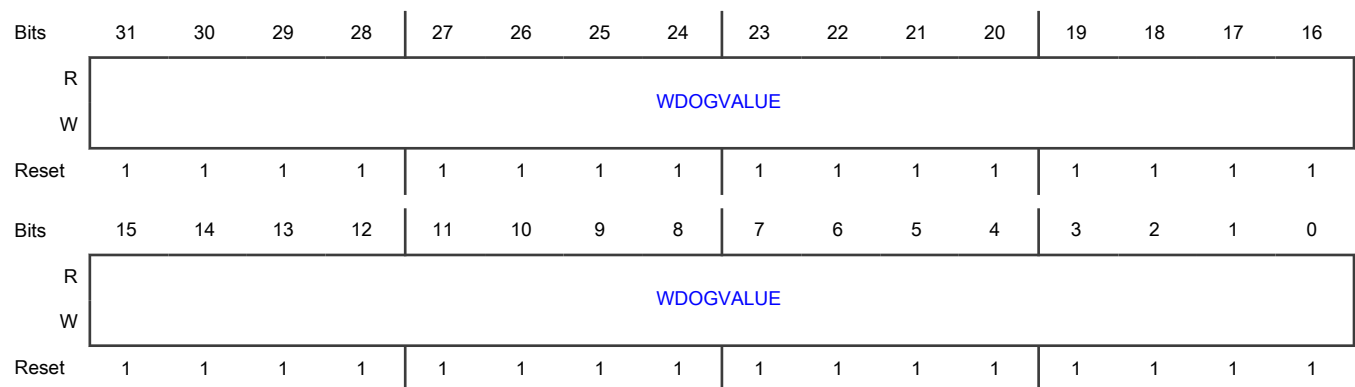 Bits 31 30 29 28 27 26 25 24 23 22 21 20 19 18 17 16
R
WDOGVALUE
W
Reset 1 1 1 1 1 1 1 1 1 1 1 1 1 1 1 1
Bits 15 14 13 12 11 10 9 8 7 6 5 4 3 2 1 0
R
WDOGVALUE
W
Reset 1 1 1 1 1 1 1 1 1 1 1 1 1 1 1 1